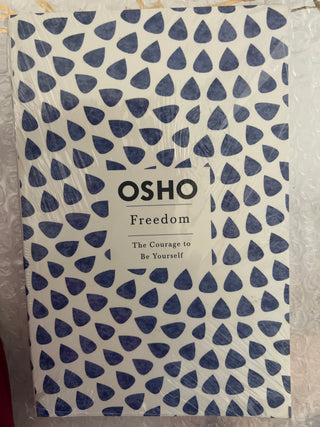 OSHO
Freedom
The Courage to
Be Yourself